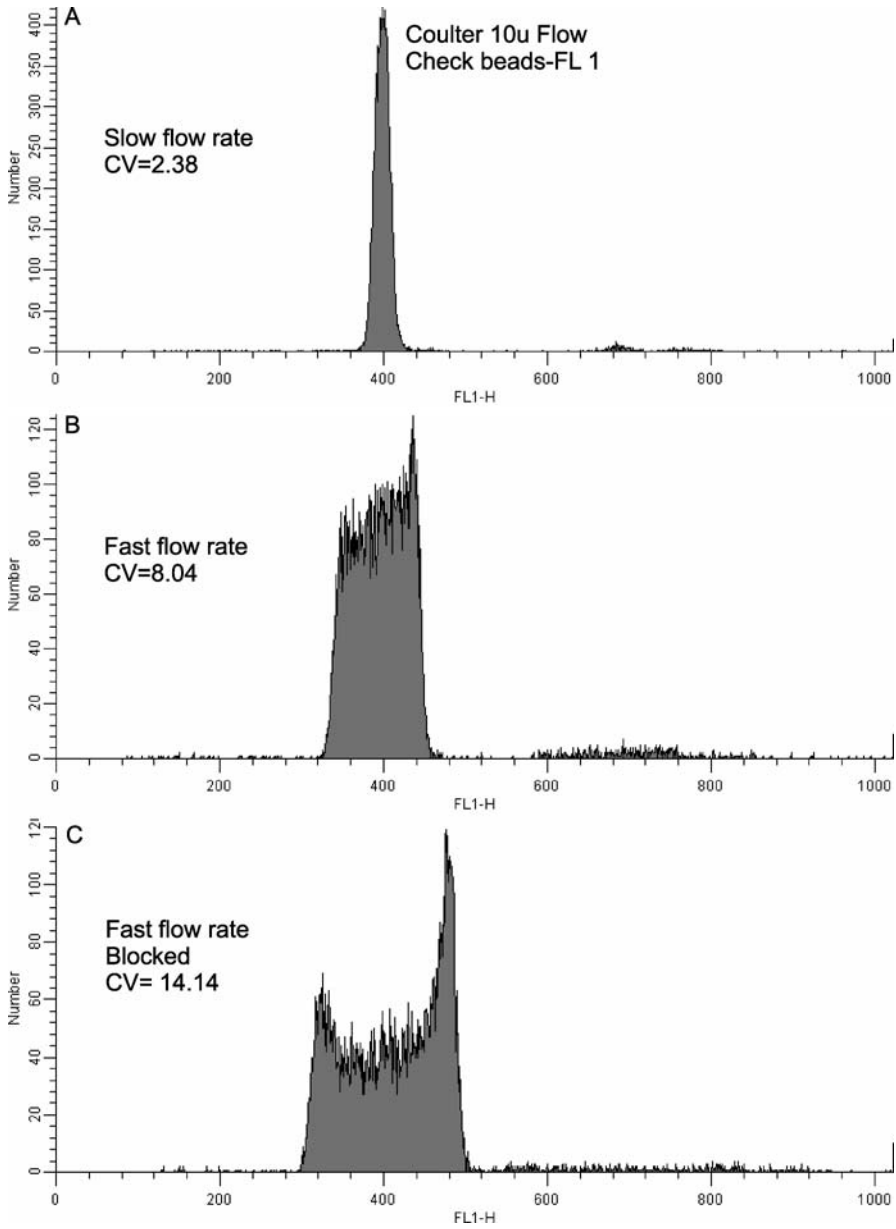 A
Coulter 10u Flow
Check beads-FL 1
Slow flow rate
CV=2.38
Number
400
350
300
250
200
150
100
50
0
0 200 400 600 800 1000
FL1-H
B
Fast flow rate
CV=8.04
Number
120
100
80
60
40
20
0
0 200 400 600 800 1000
FL1-H
C
Fast flow rate
Blocked
CV= 14.14
Number
100
80
60
40
20
0
0 200 400 600 800 1000
FL1-H